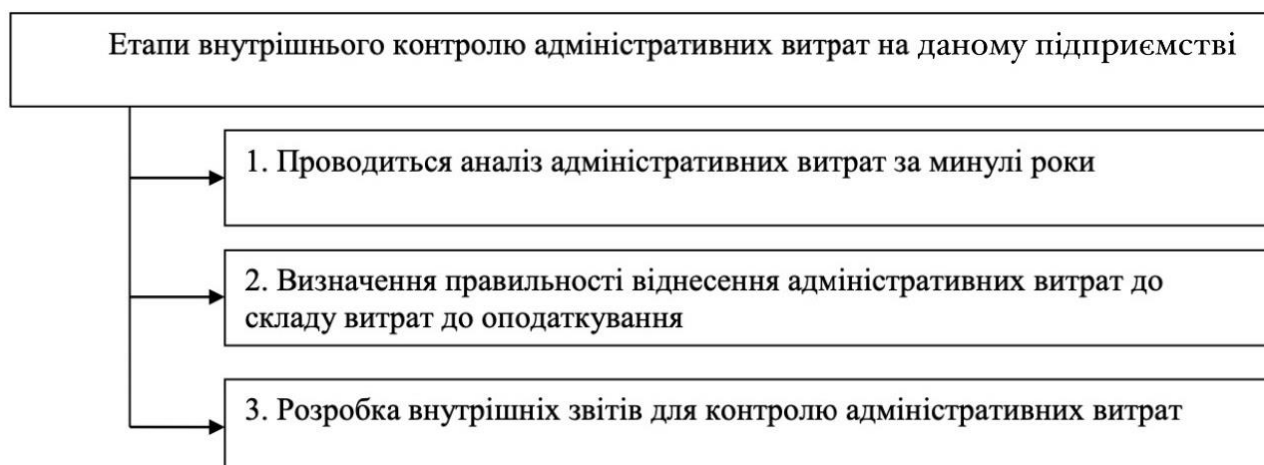 Етапи внутрішнього контролю адміністративних витрат на даному підприємстві
1. Проводиться аналіз адміністративних витрат за минулі роки
2. Визначення правильності віднесення адміністративних витрат до
складу витрат до оподаткування
3. Розробка внутрішніх звітів для контролю адміністративних витрат